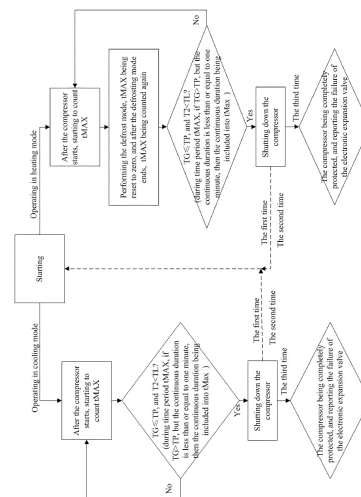 Starting
Operating in cooling mode
Operating in heating mode
After the compressor
starts, starting to
count tMAX
TG≤TP, and T2<TL?
(during time period tMAX, if
TG>TP, but the continuous duration
is less than or equal to one minute,
then the continuous duration being
included into tMax )
No
Yes
Shutting down the
compressor
The first time
The second time
The third time
The compressor being completely
protected, and reporting the failure of
the electronic expansion valve
After the compressor
starts, starting to count
tMAX
Performing the defrost mode, tMAX being
reset to zero, and after the defrosting mode
ends, tMAX being counted again
TG≤TP, and T2<TL?
(during time period tMAX, if TG>TP, but the
continuous duration is less than or equal to one
minute, then the continuous duration being
included into tMax )
No
Yes
Shutting down the
compressor
The first time
The second time
The third time
The compressor being completely
protected, and reporting the failure of
the electronic expansion valve